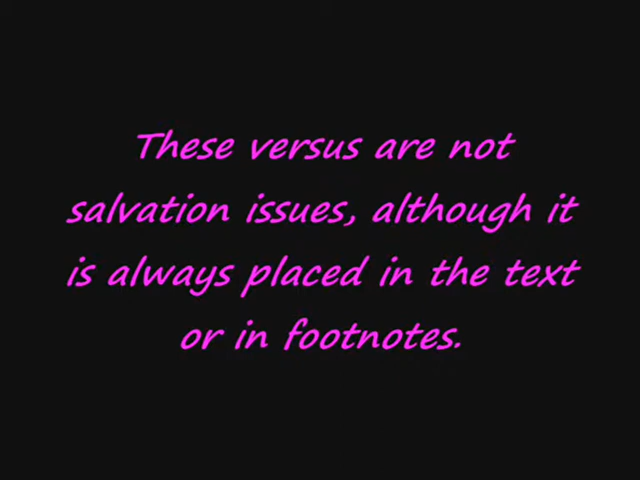 These versus are not
salvation issues, although it
is always placed in the text
or in footnotes.